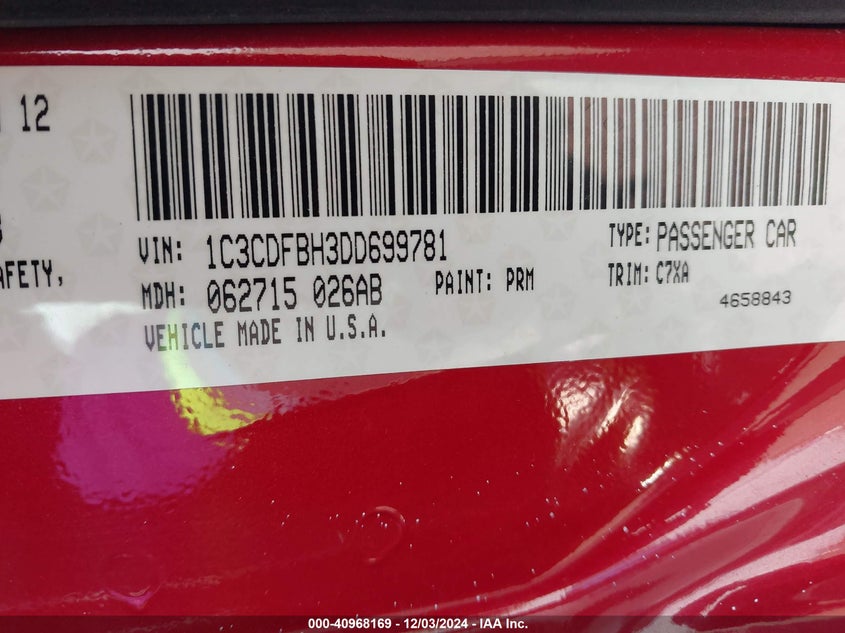 12
AFETY,
VIN: 1C3CDFBH3DD699781
TYPE: PASSENGER CAR
MDH: 062715 026AB
PAINT: PRM
TRIM: C7XA
4658843
VEHICLE MADE IN U.S.A.
000-40968169 - 12/03/2024 - IAA Inc.